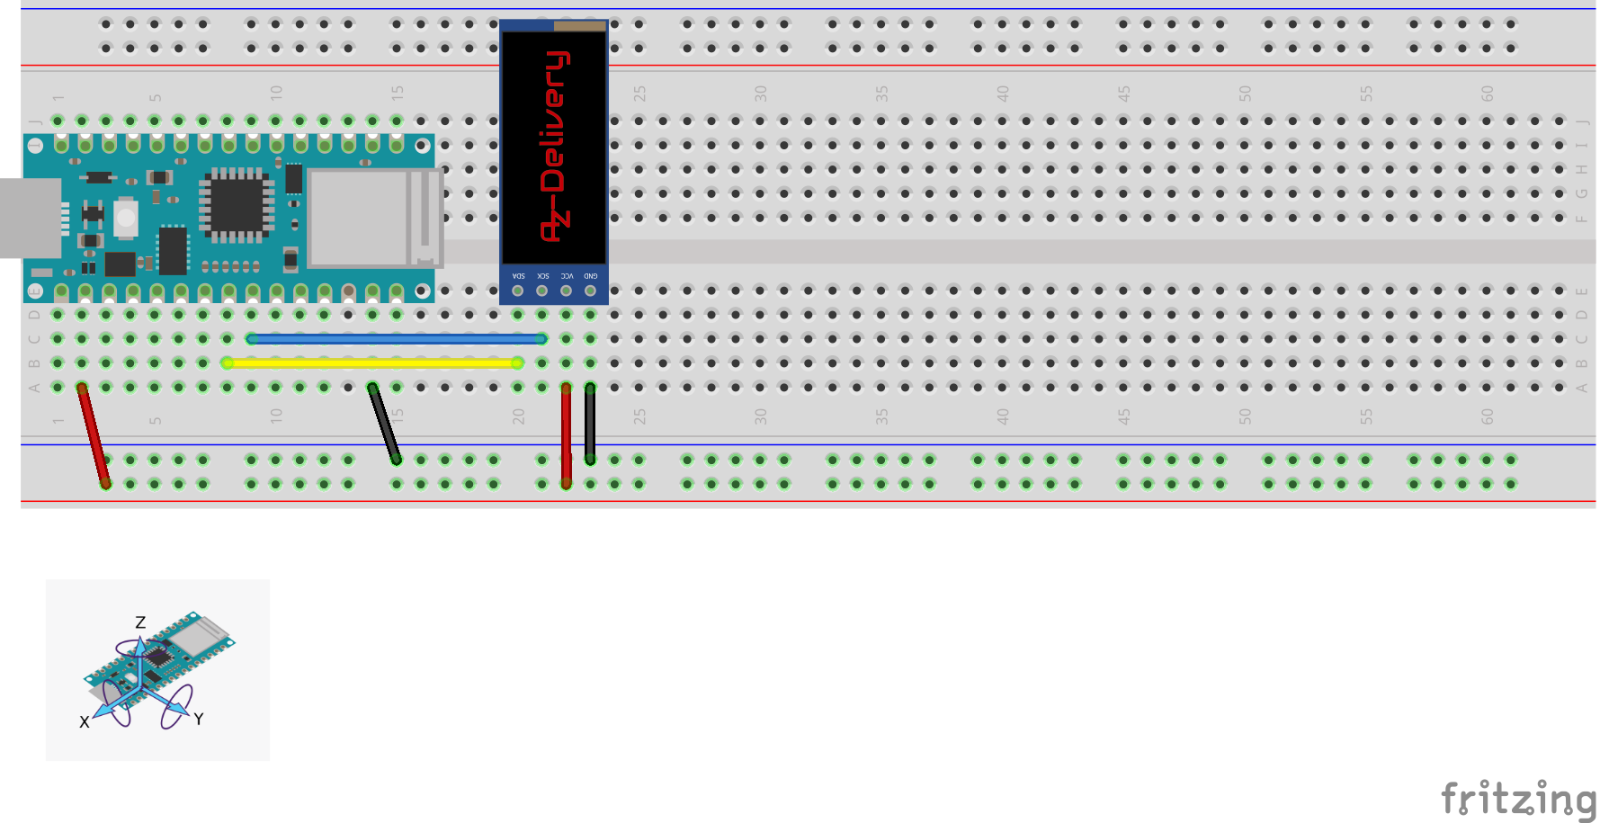 1 5 10 15 25 30 35 40 45 50 55 60
J J
I I
H
G
F
Az-Delivery
SDA SCK VCC GND
E E
D D
C C
B B
A A
1 5 10 15 20 25 30 35 40 45 50 55 60
Z
X Y
fritzing